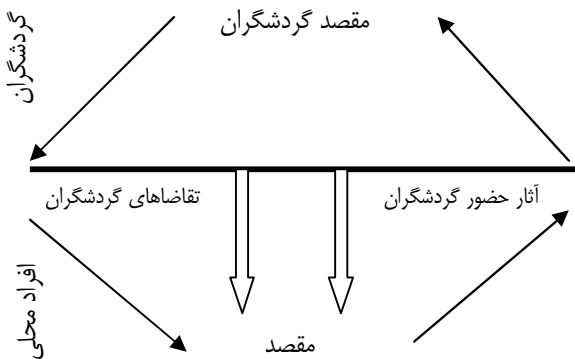 مقصد گردشگران
گردشگران
آثار حضور گردشگران
تقاضاهای گردشگران
افراد محلی
مقصد